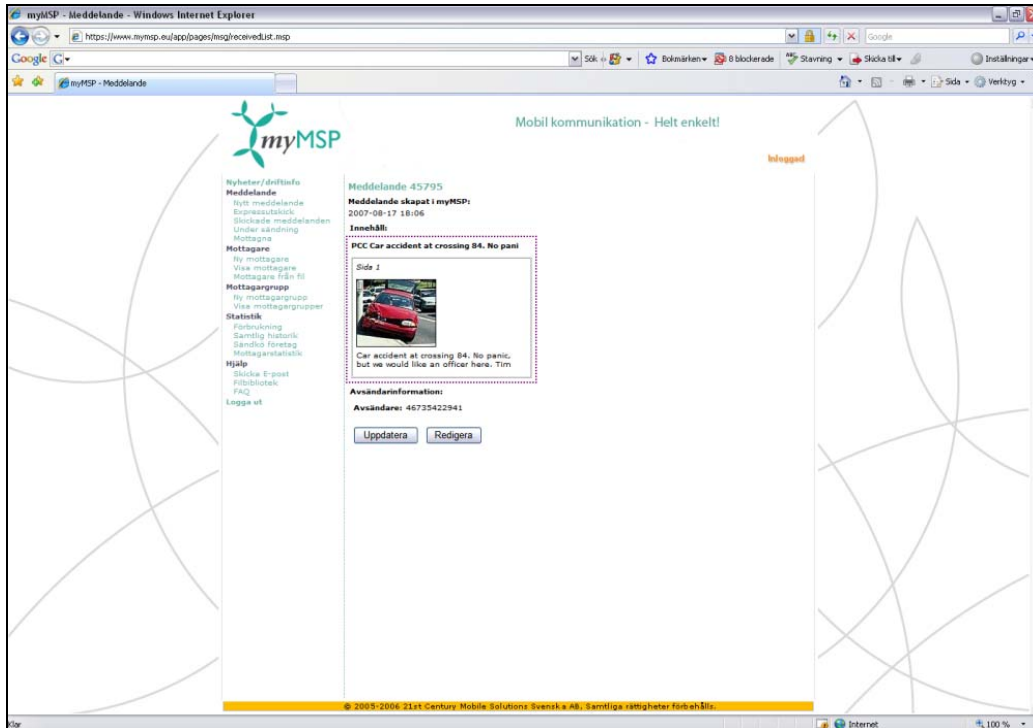 myMSP - Meddelande - Windows Internet Explorer
https://www.mymsp.eu/app/pages/msg/receivedList.msp
Google
Google
G
Sök
Bokmärken
8 blockerade
Stavning
Skicka till
Inställningar
myMSP - Meddelande
Sida
Verktyg
myMSP
Mobil kommunikation - Helt enkelt!
Inloggad
Nyheter/driftinfo
Meddelande
Nytt meddelande
Expressutskick
Skickade meddelanden
Under sändning
Mottagna
Mottagare
Ny mottagare
Visa mottagare
Mottagare från fil
Mottagargrupp
Ny mottagargrupp
Visa mottagargrupper
Statistik
Förbrukning
Samtlig historik
Sändkö företag
Mottagarstatistik
Hjälp
Skicka E-post
Filbibliotek
FAQ
Logga ut
Meddelande 45795
Meddelande skapat i myMSP:
2007-08-17 18:06
Innehåll:
PCC Car accident at crossing 84. No pani
Side 1
Car accident at crossing 84. No panic,
but we would like an officer here. Tim
Avsändarinformation:
Avsändare: 46735422941
Uppdatera
Redigera
© 2005-2006 21st Century Mobile Solutions Svenska AB, Samtliga rättigheter förbehålls.
Klar
Internet
100 %